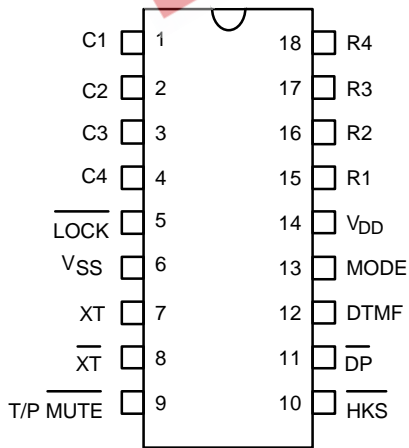 C1 1 18 R4
C2 2 17 R3
C3 3 16 R2
C4 4 15 R1
LOCK 5 14 VDD
VSS 6 13 MODE
XT 7 12 DTMF
XT 8 11 DP
T/P MUTE 9 10 HKS